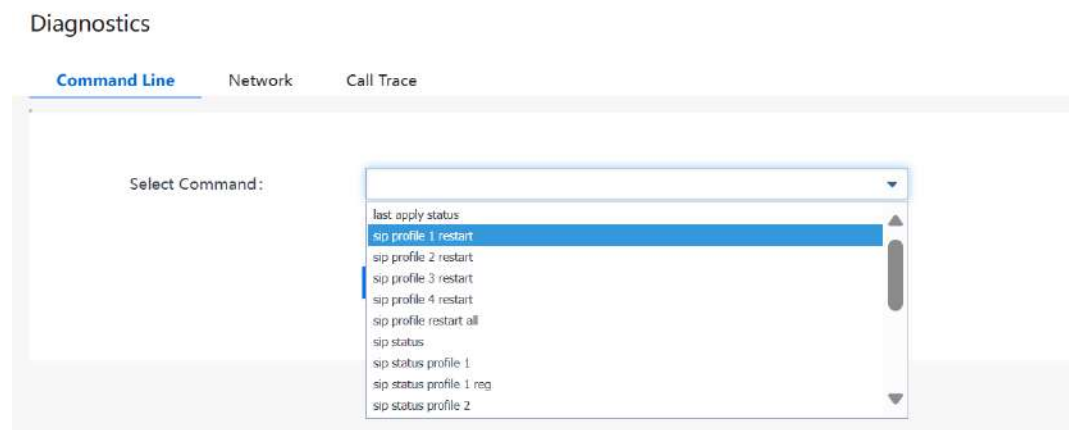 Diagnostics
Command Line Network Call Trace
Select Command:
last apply status
sip profile 1 restart
sip profile 2 restart
sip profile 3 restart
sip profile 4 restart
sip profile restart all
sip status
sip status profile 1
sip status profile 1 reg
sip status profile 2